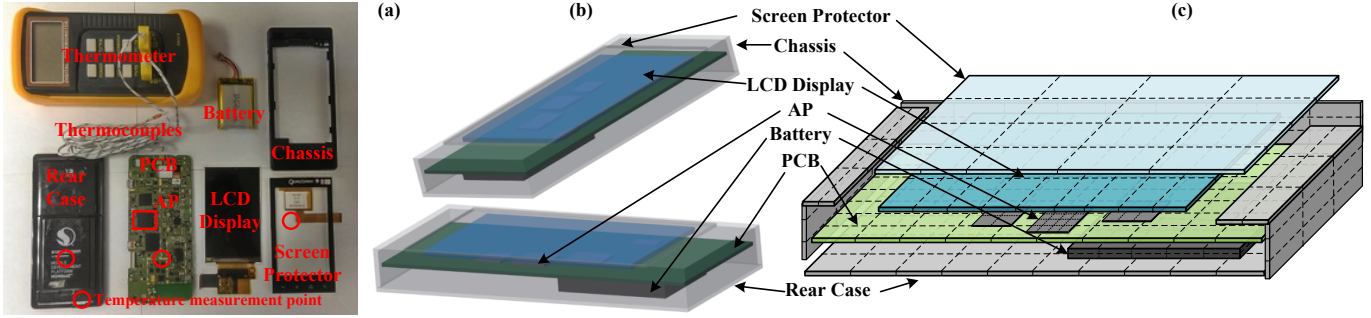 (a)
Thermometer
Battery
Thermocouples
Chassis
PCB
Rear
Case
AP
LCD
Display
Screen
Protector
Temperature measurement point
(b)
(c)
Screen Protector
Chassis
LCD Display
AP
Battery
PCB
Rear Case